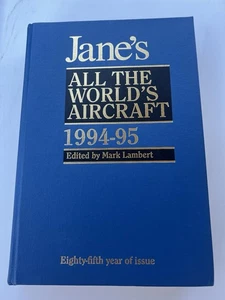 Jane's
ALL THE
WORLD'S
AIRCRAFT
1994-95
Edited by Mark Lambert
Eighty-fifth year of issue